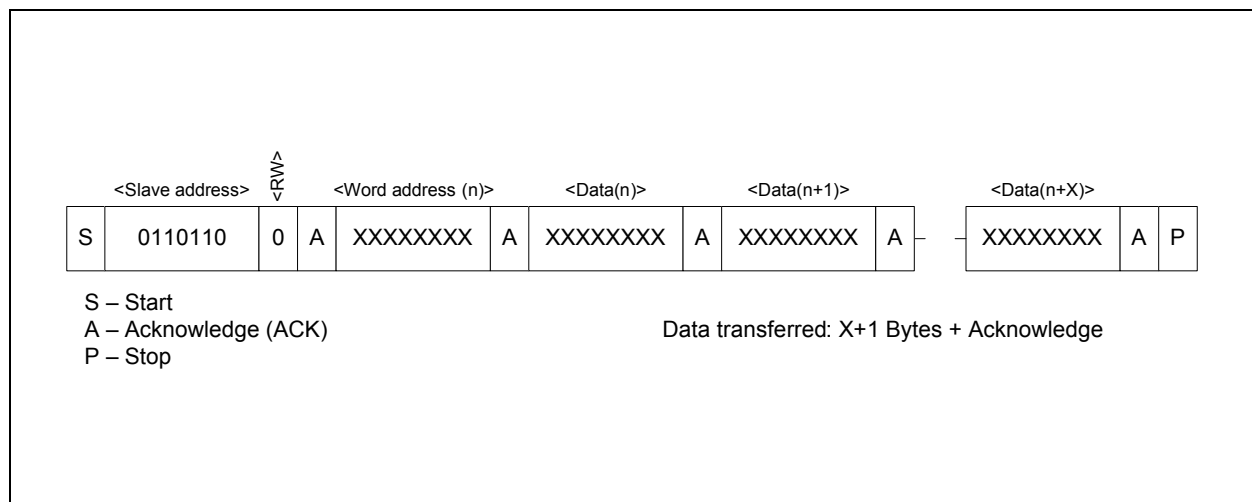 <Slave address> <RW> <Word address (n)> <Data(n)> <Data(n+1)> <Data(n+X)>
S 0110110 0 A XXXXXXXX A XXXXXXXX A XXXXXXXX A XXXXXXXX A P
S – Start
A – Acknowledge (ACK) Data transferred: X+1 Bytes + Acknowledge
P – Stop